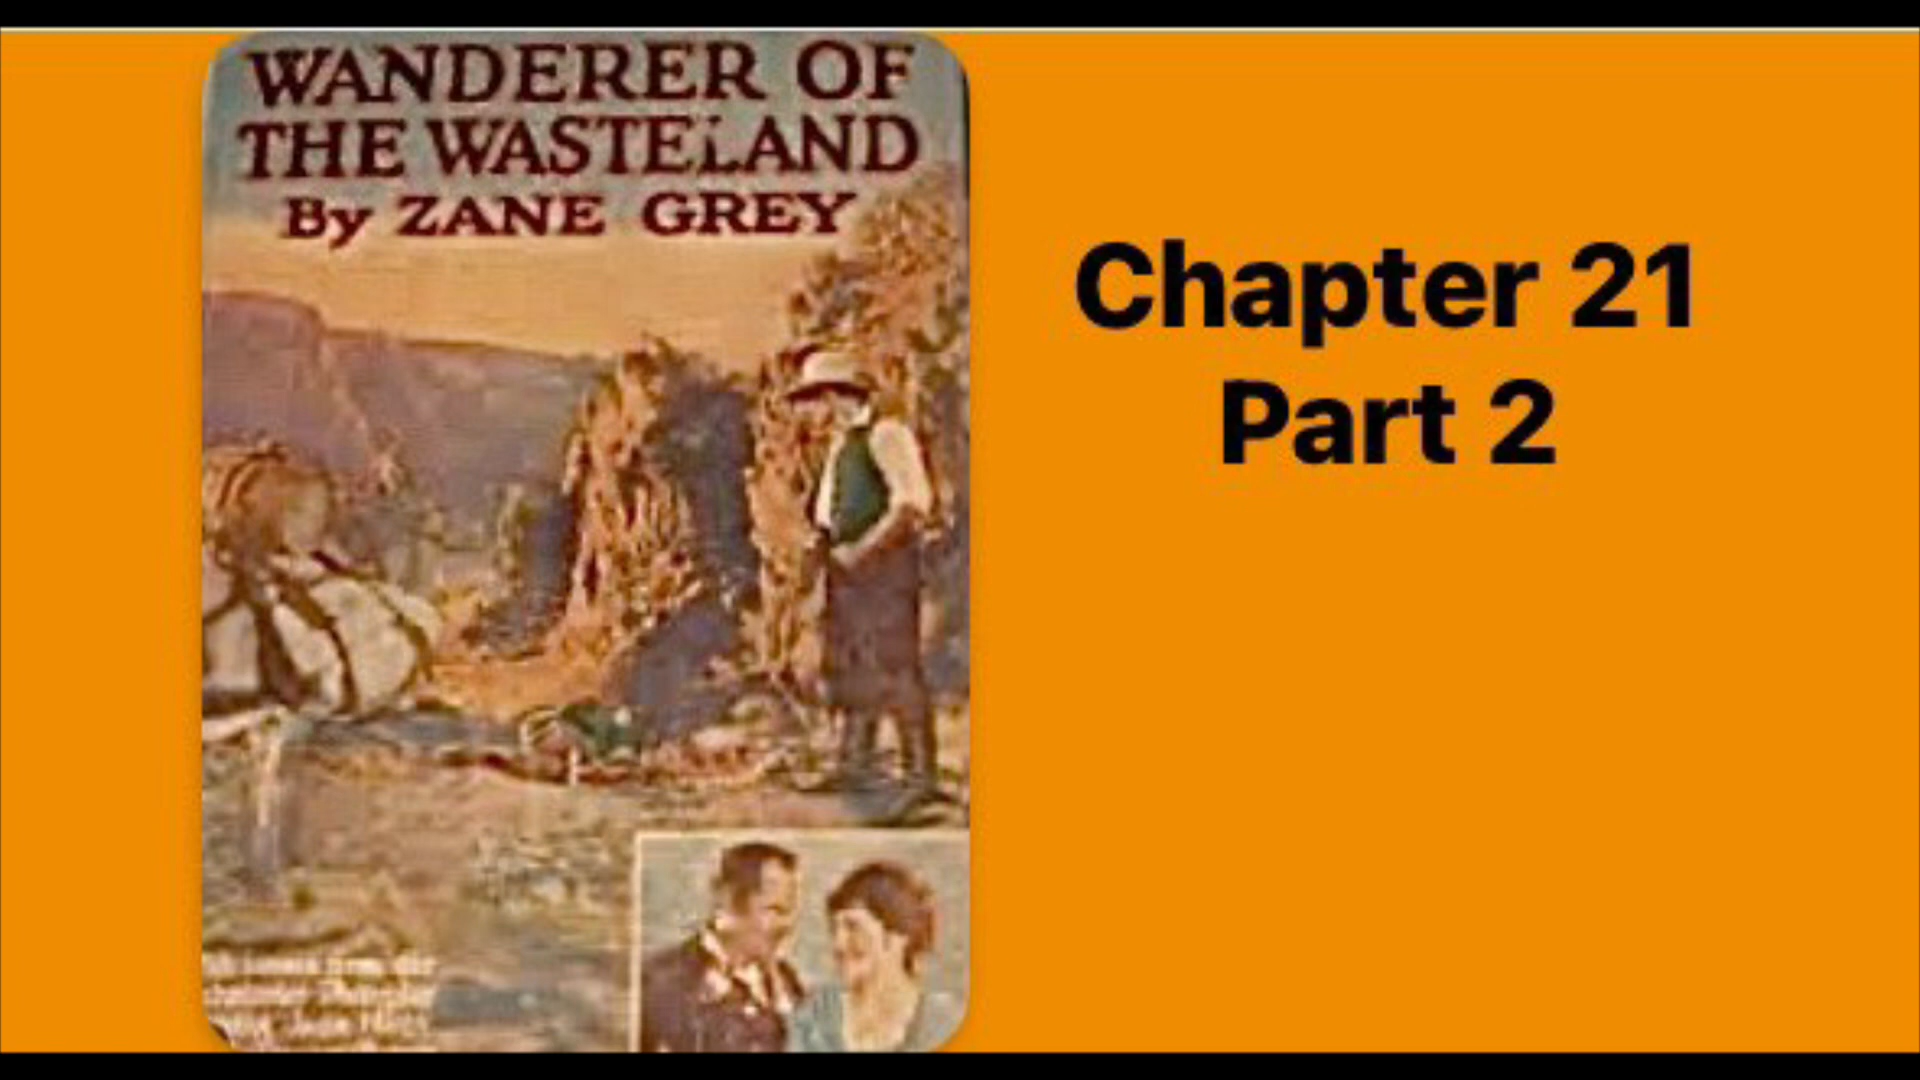 WANDERER OF
THE WASTELAND
By ZANE GREY
Chapter 21
Part 2